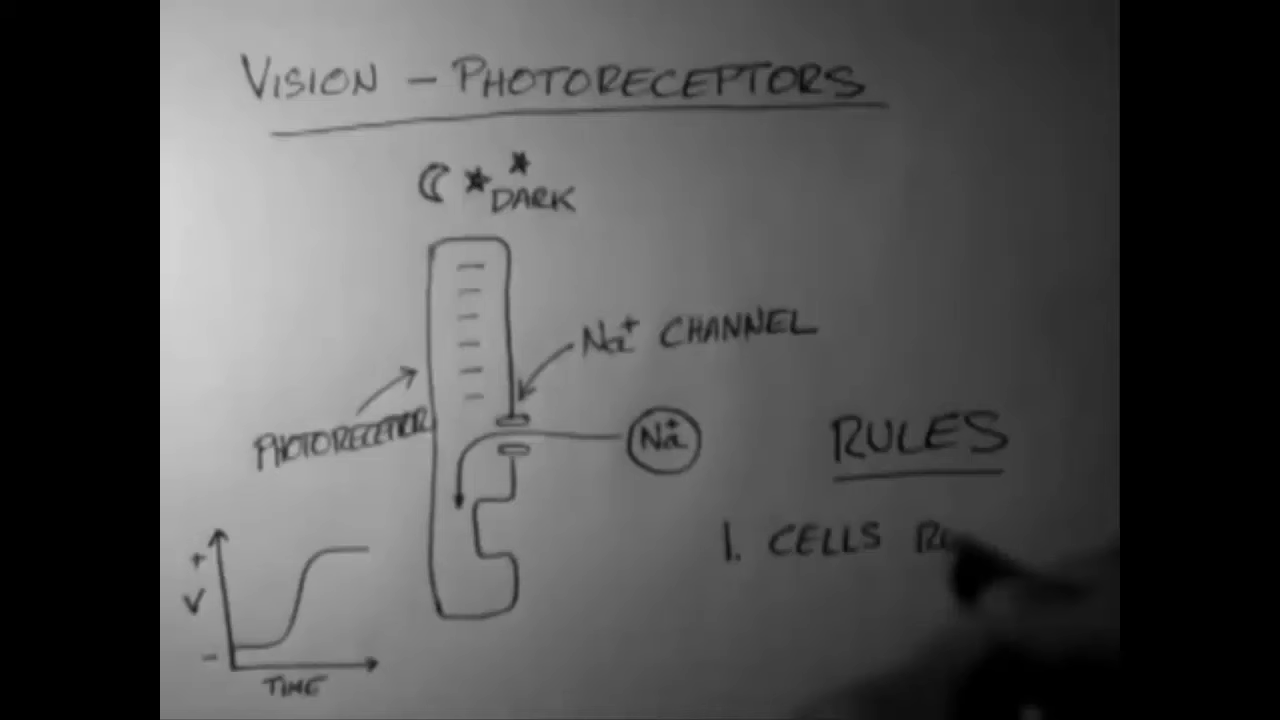 VISION - PHOTORECEPTORS
DARK
Na+ CHANNEL
PHOTORECEPTOR
Na+
RULES
1. CELLS
+
V
-
TIME